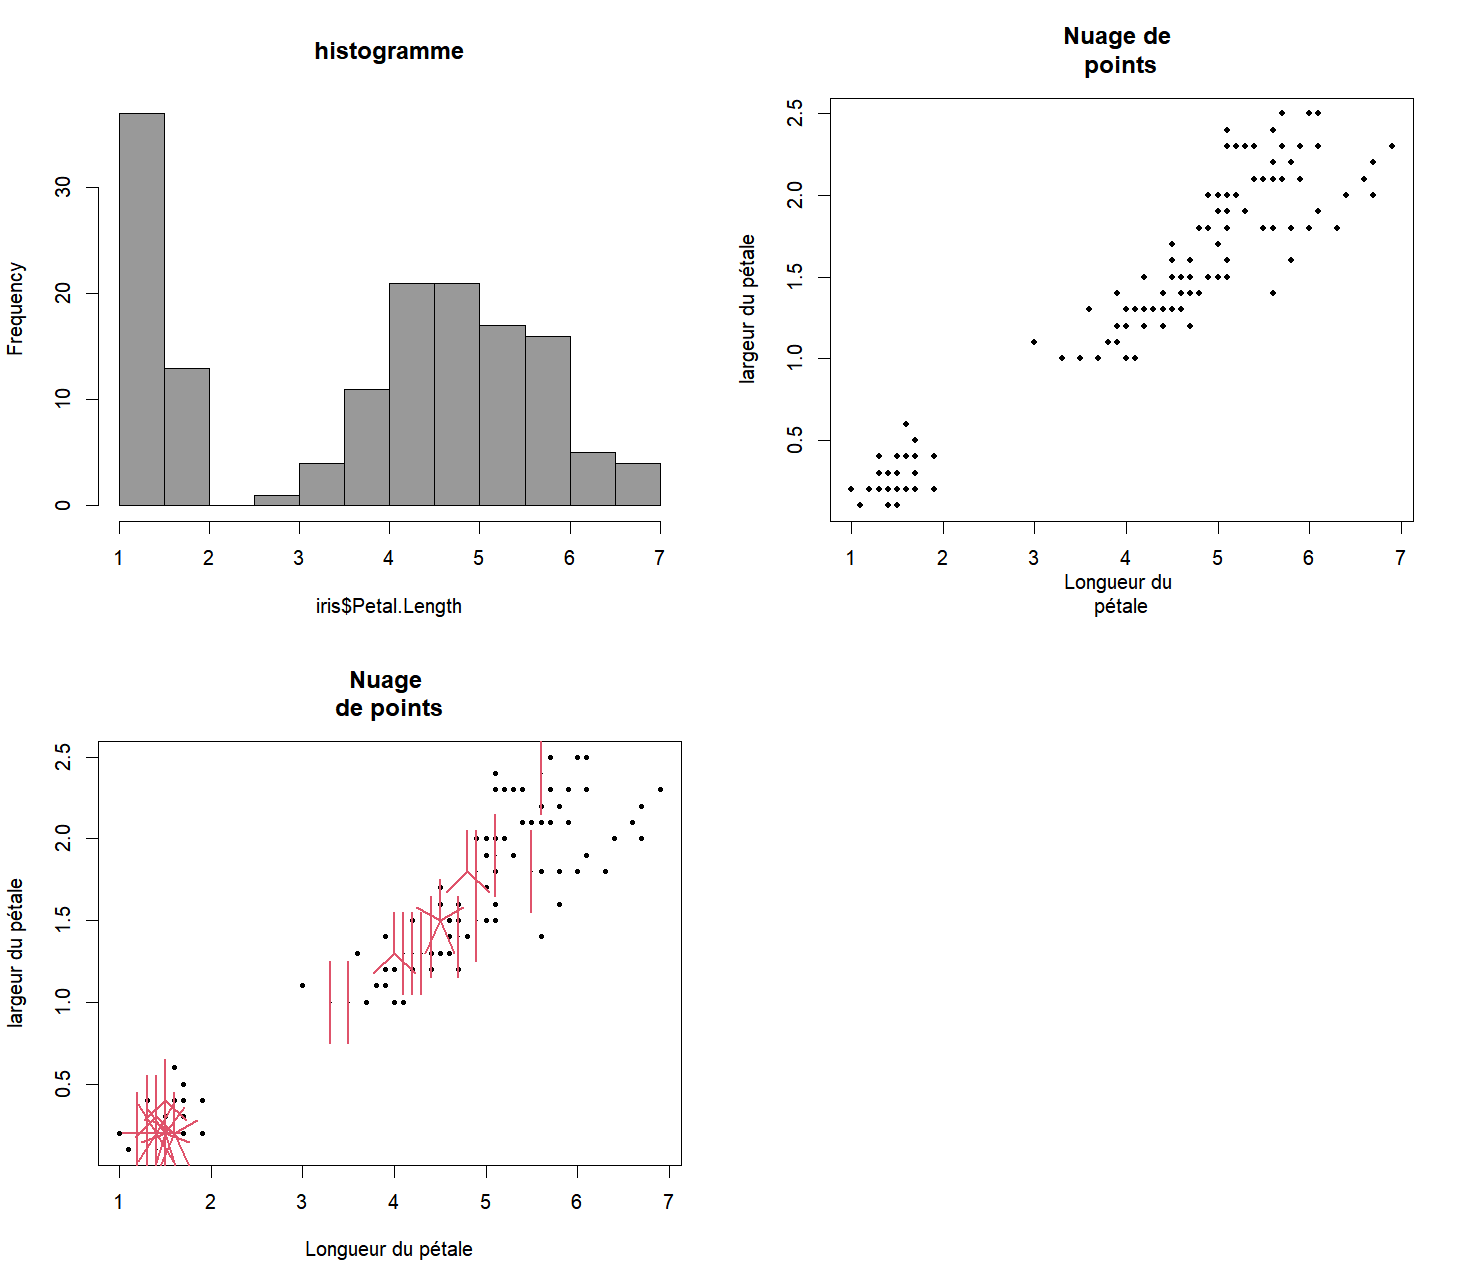 histogramme
Frequency
0
10
20
30
1 2 3 4 5 6 7
iris$Petal.Length
Nuage de
points
largeur du pétale
0.5
1.0
1.5
2.0
2.5
1 2 3 4 5 6 7
Longueur du
pétale
Nuage
de points
largeur du pétale
0.5
1.0
1.5
2.0
2.5
1 2 3 4 5 6 7
Longueur du pétale